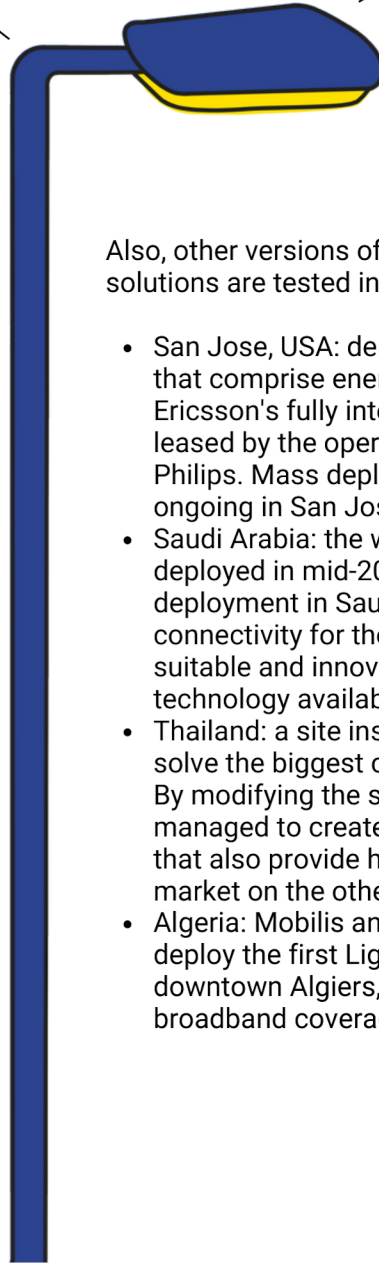 Also, other versions of
solutions are tested in
• San Jose, USA: de
that comprise ene
Ericsson's fully int
leased by the oper
Philips. Mass depl
ongoing in San Jo
• Saudi Arabia: the
deployed in mid-20
deployment in Sau
connectivity for the
suitable and innov
technology availab
• Thailand: a site ins
solve the biggest
By modifying the s
managed to create
that also provide h
market on the othe
• Algeria: Mobilis an
deploy the first Lig
downtown Algiers,
broadband covera